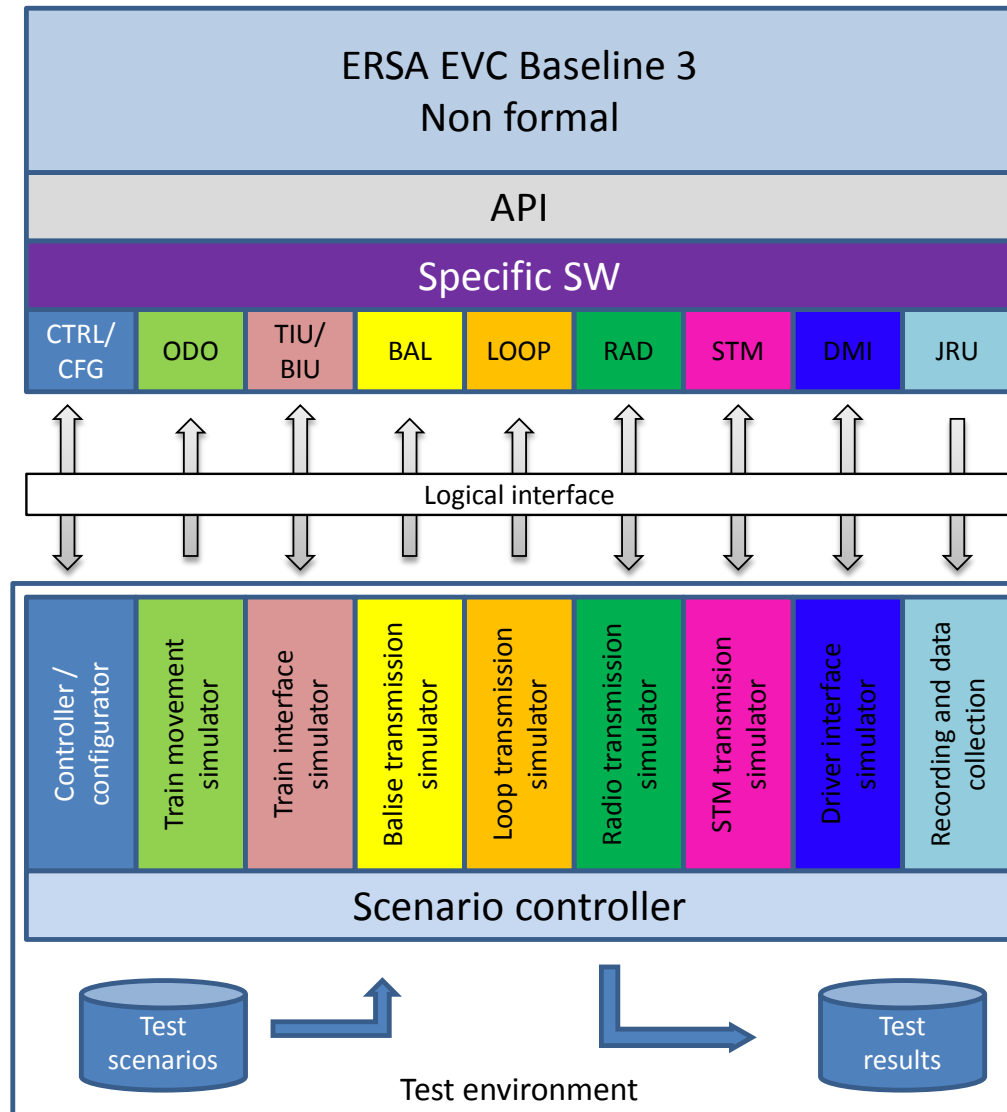 ERSA EVC Baseline 3
Non formal
API
Specific SW
CTRL/
CFG
ODO
TIU/
BIU
BAL
LOOP
RAD
STM
DMI
JRU
Logical interface
Controller /
configurator
Train movement
simulator
Train interface
simulator
Balise transmission
simulator
Loop transmission
simulator
Radio transmission
simulator
STM transmision
simulator
Driver interface
simulator
Recording and data
collection
Scenario controller
Test
scenarios
Test
results
Test environment